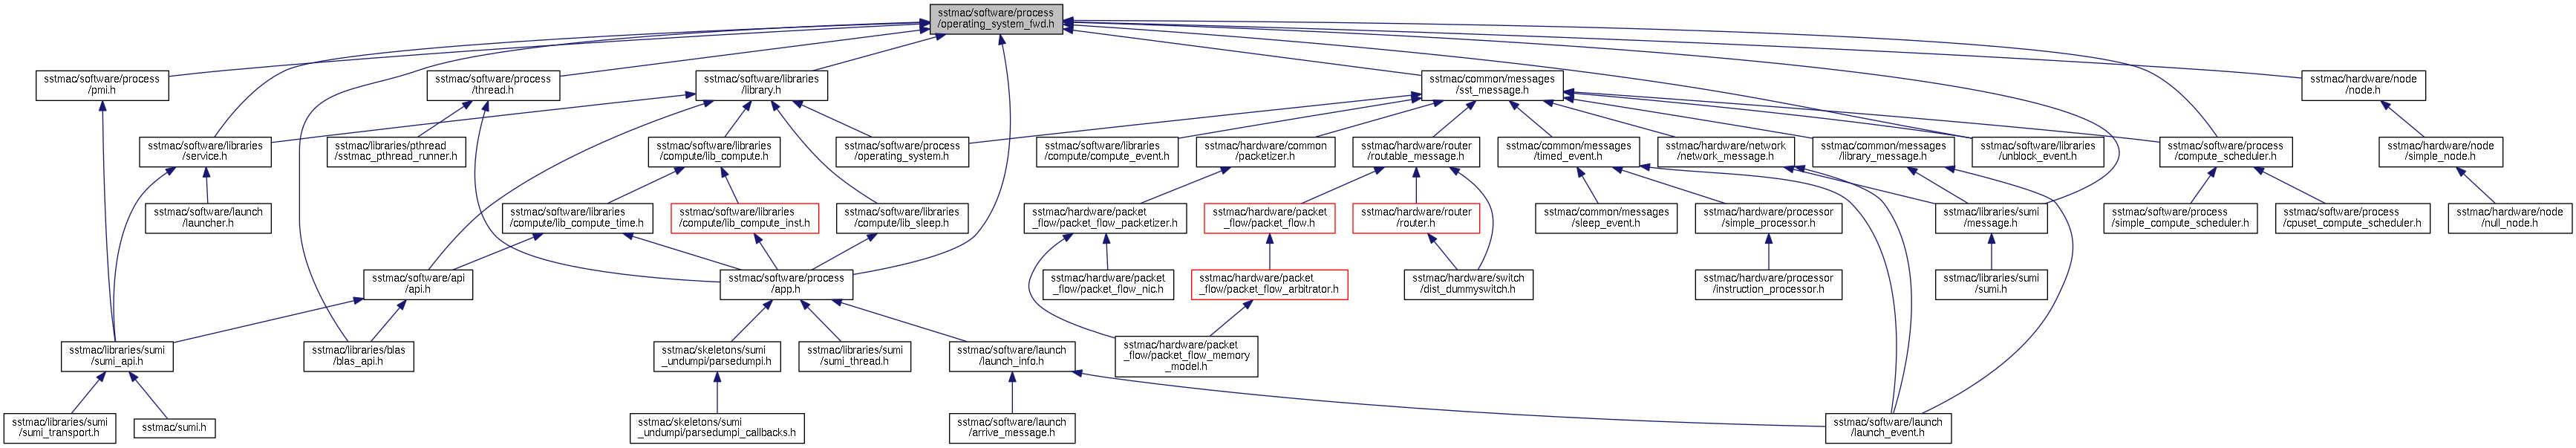 sstmac/software/process
/operating_system_fwd.h
sstmac/software/process
/pmi.h
sstmac/software/process
/thread.h
sstmac/software/libraries
/library.h
sstmac/common/messages
/sst_message.h
sstmac/hardware/node
/node.h
sstmac/software/libraries
/service.h
sstmac/libraries/pthread
/sstmac_pthread_runner.h
sstmac/software/libraries
/compute/lib_compute.h
sstmac/software/process
/operating_system.h
sstmac/software/libraries
/compute/compute_event.h
sstmac/hardware/common
/packetizer.h
sstmac/hardware/router
/routable_message.h
sstmac/common/messages
/timed_event.h
sstmac/hardware/network
/network_message.h
sstmac/common/messages
/library_message.h
sstmac/software/libraries
/unblock_event.h
sstmac/software/process
/compute_scheduler.h
sstmac/hardware/node
/simple_node.h
sstmac/software/launch
/launcher.h
sstmac/software/libraries
/compute/lib_compute_time.h
sstmac/software/libraries
/compute/lib_compute_inst.h
sstmac/software/libraries
/compute/lib_sleep.h
sstmac/hardware/packet
_flow/packet_flow_packetizer.h
sstmac/hardware/packet
_flow/packet_flow.h
sstmac/hardware/router
/router.h
sstmac/common/messages
/sleep_event.h
sstmac/hardware/processor
/simple_processor.h
sstmac/libraries/sumi
/message.h
sstmac/software/process
/simple_compute_scheduler.h
sstmac/software/process
/cpuset_compute_scheduler.h
sstmac/hardware/node
/null_node.h
sstmac/software/api
/api.h
sstmac/software/process
/app.h
sstmac/hardware/packet
_flow/packet_flow_nic.h
sstmac/hardware/packet
_flow/packet_flow_arbitrator.h
sstmac/hardware/switch
/dist_dummyswitch.h
sstmac/hardware/processor
/instruction_processor.h
sstmac/libraries/sumi
/sumi.h
sstmac/libraries/sumi
/sumi_api.h
sstmac/libraries/blas
/blas_api.h
sstmac/skeletons/sumi
_undumpi/parsedumpi.h
sstmac/libraries/sumi
/sumi_thread.h
sstmac/software/launch
/launch_info.h
sstmac/hardware/packet
_flow/packet_flow_memory
_model.h
sstmac/libraries/sumi
/sumi_transport.h
sstmac/sumi.h
sstmac/skeletons/sumi
_undumpi/parsedumpi_callbacks.h
sstmac/software/launch
/arrive_message.h
sstmac/software/launch
/launch_event.h